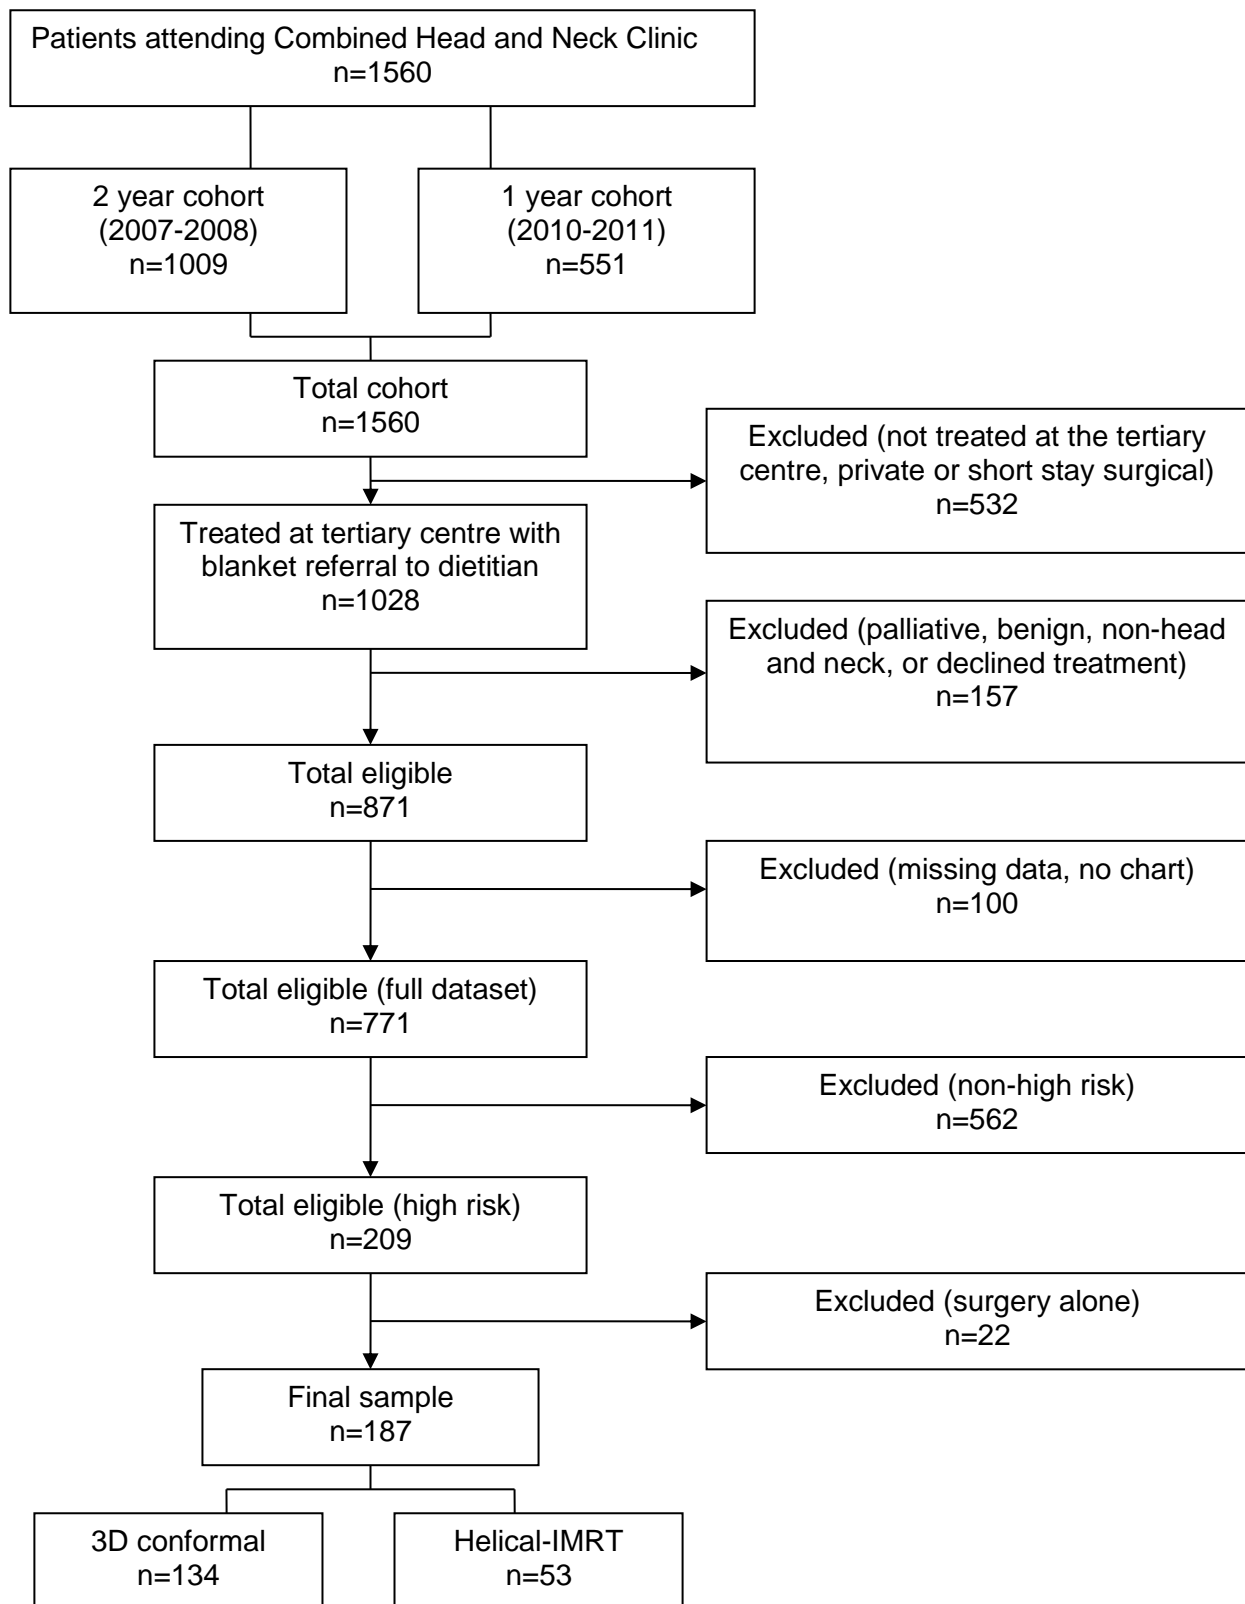 Patients attending Combined Head and Neck Clinic
n=1560
2 year cohort
(2007-2008)
n=1009
1 year cohort
(2010-2011)
n=551
Total cohort
n=1560
Excluded (not treated at the tertiary
centre, private or short stay surgical)
n=532
Treated at tertiary centre with
blanket referral to dietitian
n=1028
Excluded (palliative, benign, non-head
and neck, or declined treatment)
n=157
Total eligible
n=871
Excluded (missing data, no chart)
n=100
Total eligible (full dataset)
n=771
Excluded (non-high risk)
n=562
Total eligible (high risk)
n=209
Excluded (surgery alone)
n=22
Final sample
n=187
3D conformal
n=134
Helical-IMRT
n=53